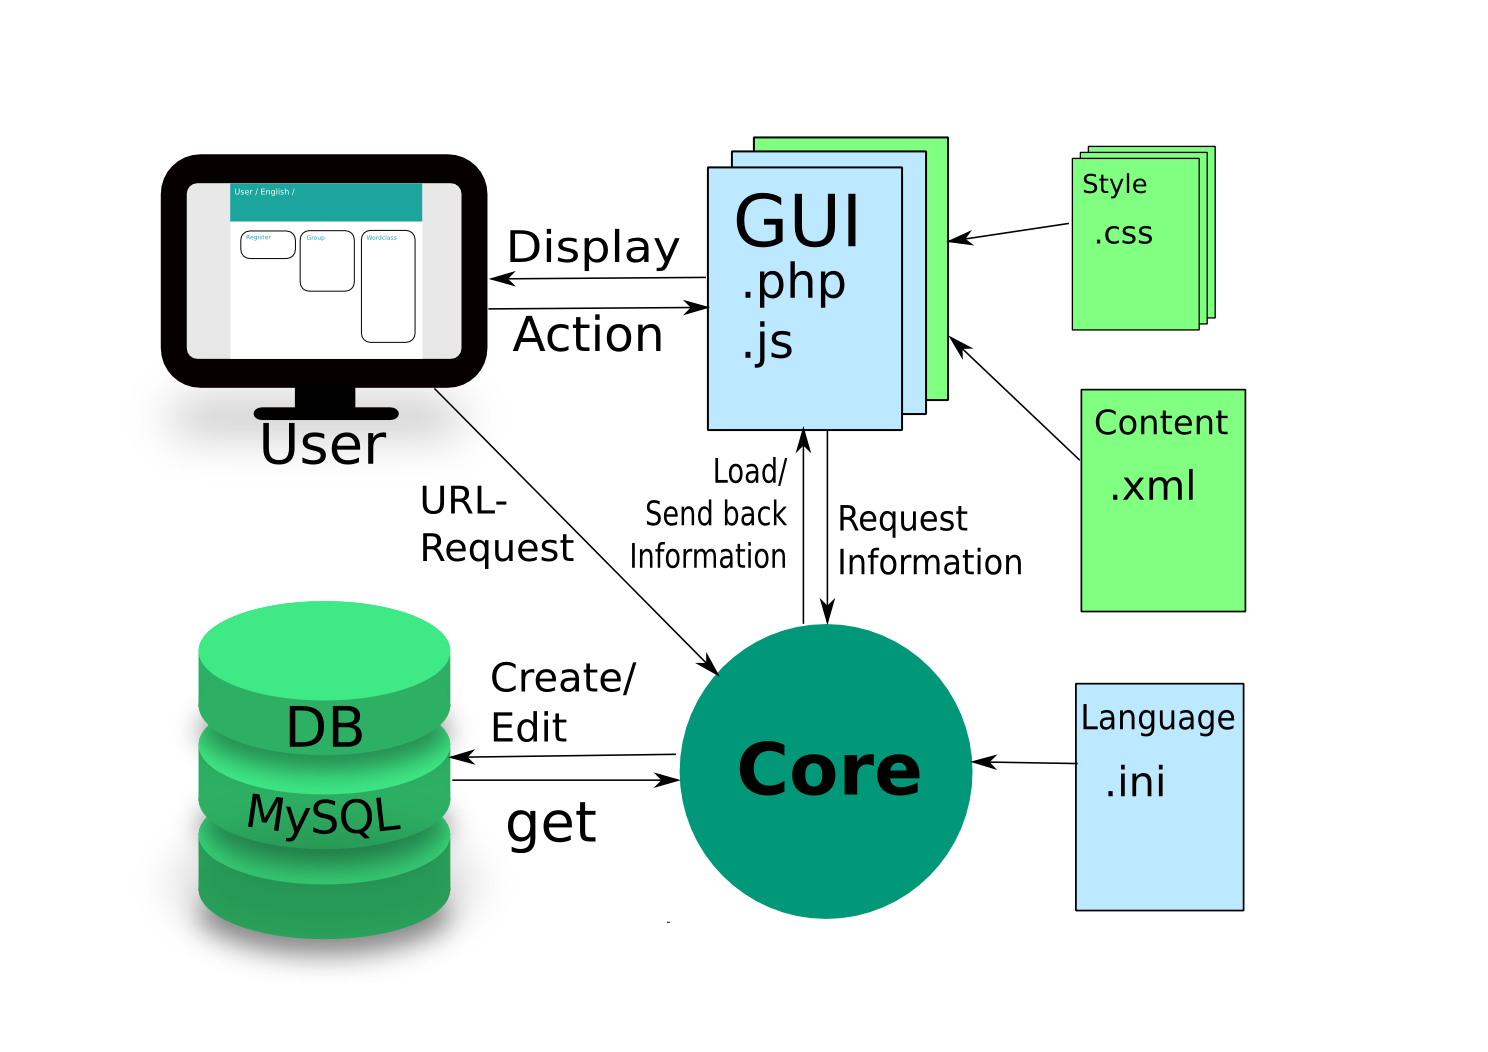 User / English /
Register
Group
Wordclass
User
Display
Action
GUI
.php
.js
Style
.css
Content
.xml
URL-
Request
Load/
Send back
Information
Request
Information
DB
MySQL
Create/
Edit
get
Core
Language
.ini